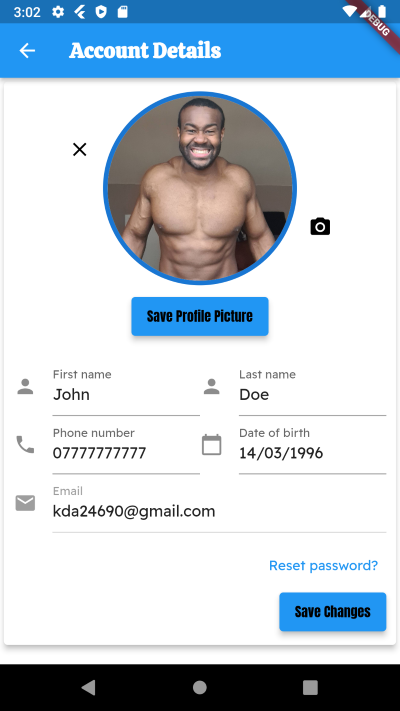 3:02
DEBUG
Account Details
Save Profile Picture
First name
Last name
John
Doe
Phone number
Date of birth
07777777777
14/03/1996
Email
kda24690@gmail.com
Reset password?
Save Changes